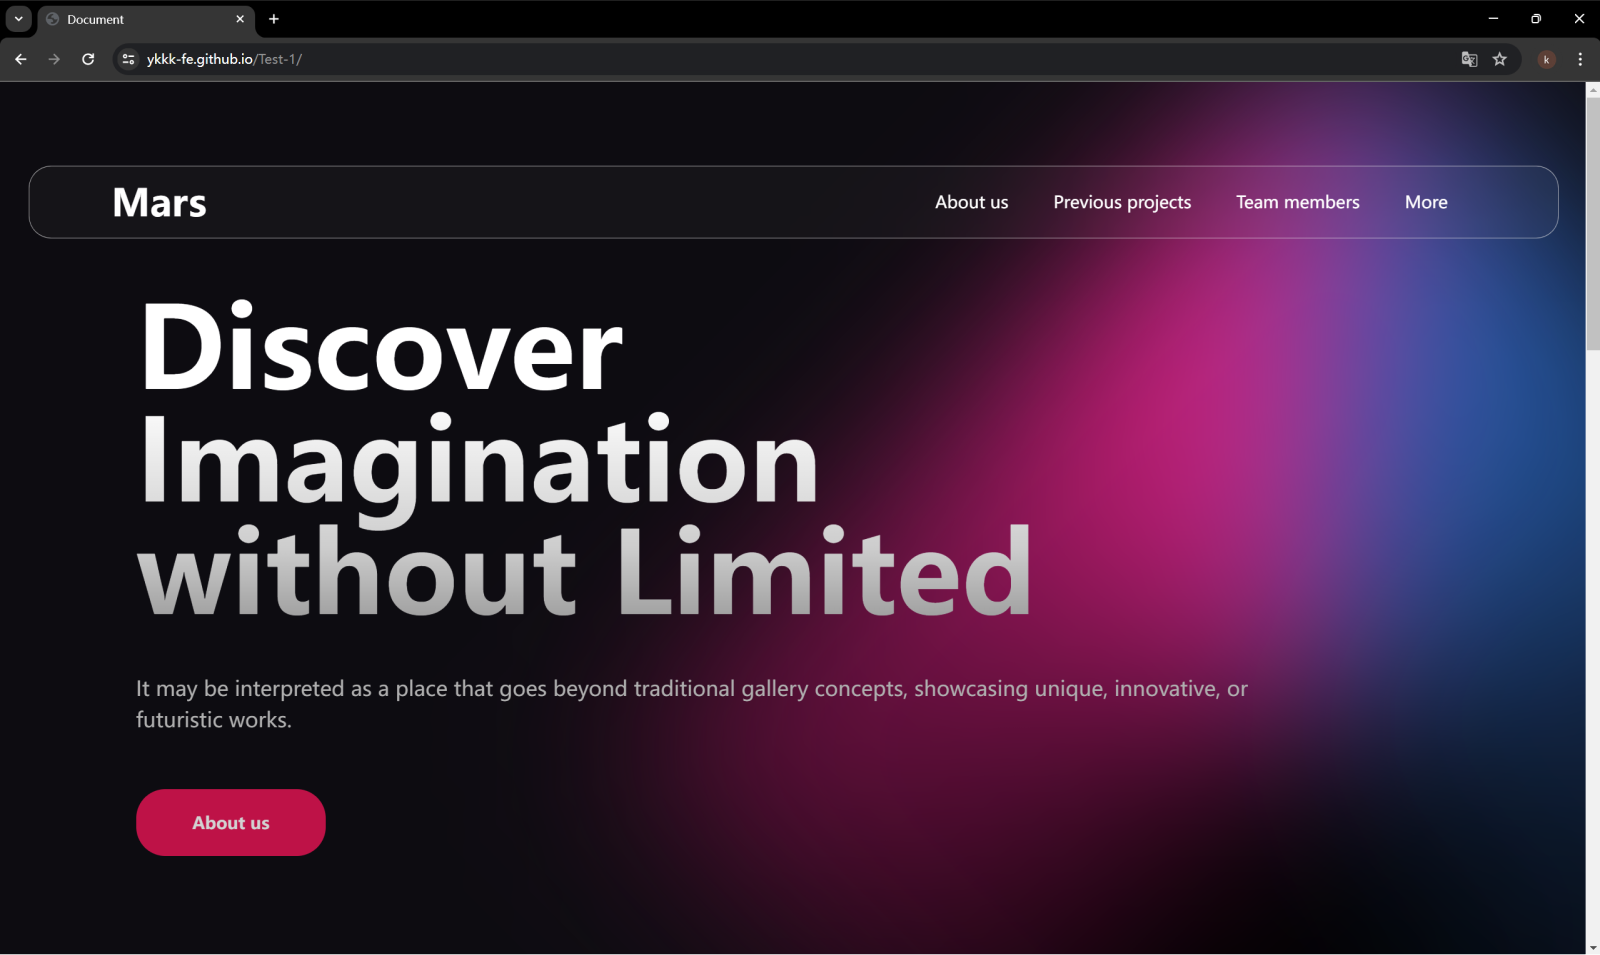 Document
ykkk-fe.github.io/Test-1/
k
Mars
About us
Previous projects
Team members
More
Discover
Imagination
without Limited
It may be interpreted as a place that goes beyond traditional gallery concepts, showcasing unique, innovative, or
futuristic works.
About us